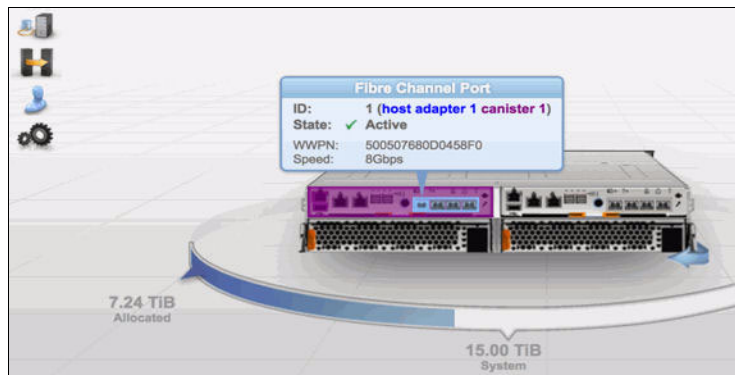 Fibre Channel Port
ID: 1 (host adapter 1 canister 1)
State: ✓ Active
WWPN: 500507680D0458F0
Speed: 8Gbps
7.24 TiB
Allocated
15.00 TiB
System